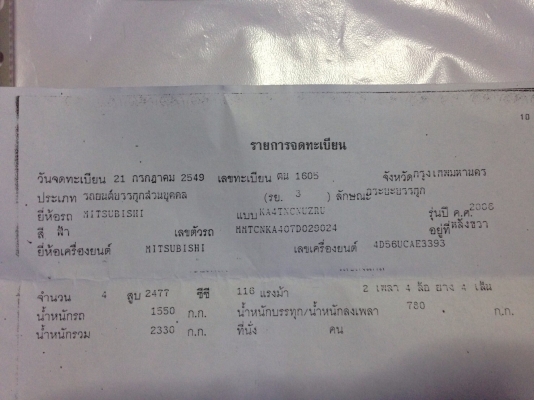 10
รายการจดทะเบียน
วันจดทะเบียน 21 กรกฎาคม 2549 เลขทะเบียน ตน 1605 จังหวัด กรุงเทพมหานคร
ประเภท รถยนต์บรรทุกส่วนบุคคล (รย. 3 ) ลักษณะ กระบะบรรทุก
ยี่ห้อรถ MITSUBISHI แบบ KA4TNCNUZRU รุ่นปี ค.ศ. 2006
สี ฟ้า เลขตัวรถ MMTCNKA407D029024 อยู่ที่
ยี่ห้อเครื่องยนต์ MITSUBISHI เลขเครื่องยนต์ 4D56UCAE3393
จำนวน 4 สูบ 2477 ซีซี 116 แรงม้า 2 เพลา 4 ล้อ ยาง 4 เส้น
น้ำหนักรถ 1550 ก.ก. น้ำหนักบรรทุก/น้ำหนักลงเพลา 780 ก.ก.
น้ำหนักรวม 2330 ก.ก. ที่นั่ง คน